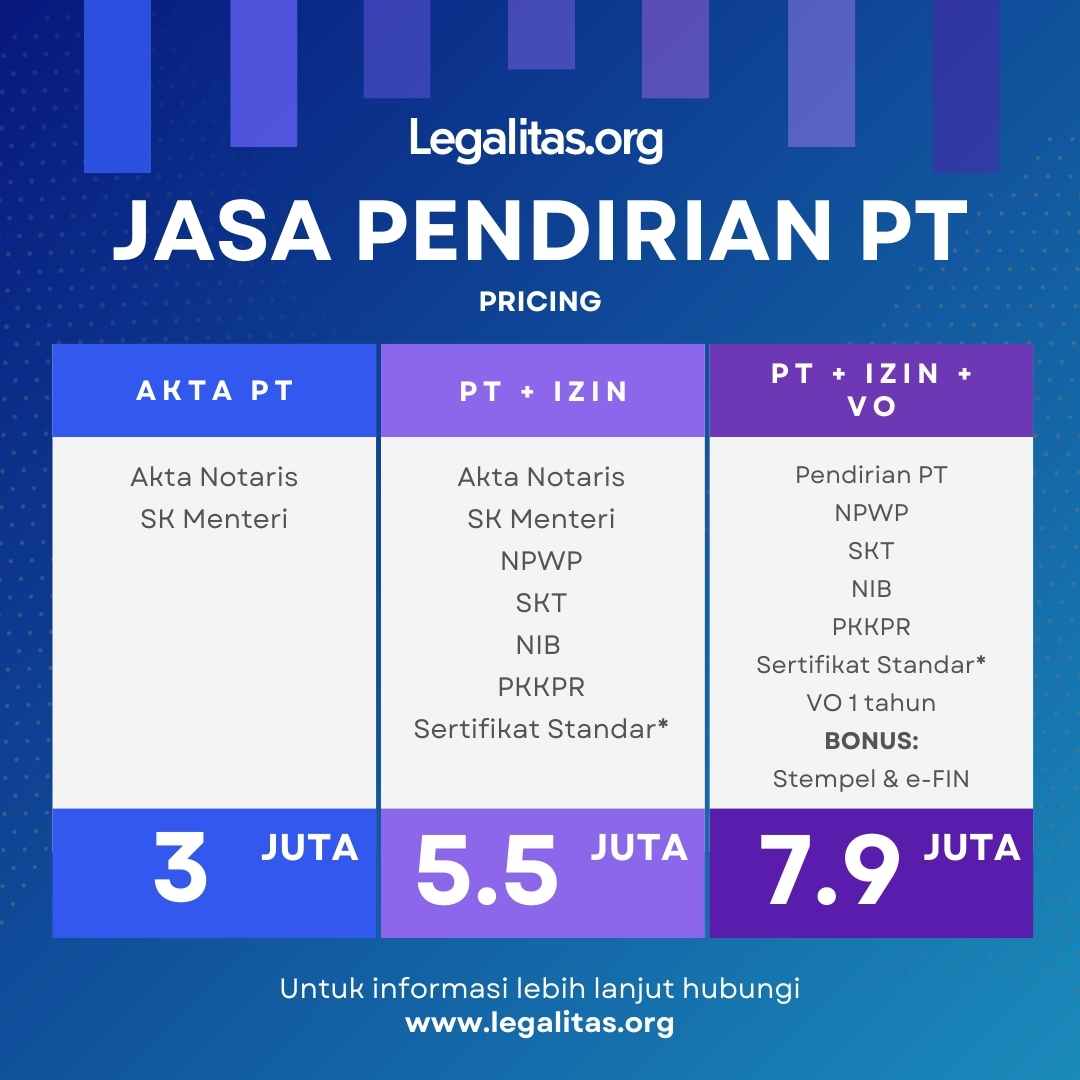 Legalitas.org
JASA PENDIRIAN PT
PRICING
AKTA PT
Akta Notaris
SK Menteri
3 JUTA
PT + IZIN
Akta Notaris
SK Menteri
NPWP
SKT
NIB
PKKPR
Sertifikat Standar*
5.5 JUTA
PT + IZIN +
VO
Pendirian PT
NPWP
SKT
NIB
PKKPR
Sertifikat Standar*
VO 1 tahun
BONUS:
Stempel & e-FIN
7.9 JUTA
Untuk informasi lebih lanjut hubungi
www.legalitas.org